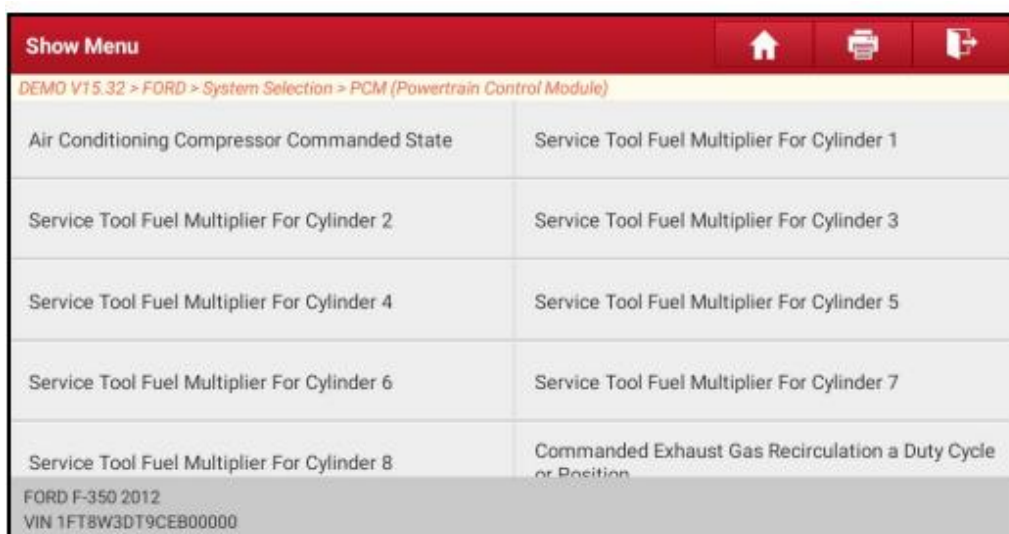 Show Menu
DEMO V15.32 > FORD > System Selection > PCM (Powertrain Control Module)
Air Conditioning Compressor Commanded State
Service Tool Fuel Multiplier For Cylinder 1
Service Tool Fuel Multiplier For Cylinder 2
Service Tool Fuel Multiplier For Cylinder 3
Service Tool Fuel Multiplier For Cylinder 4
Service Tool Fuel Multiplier For Cylinder 5
Service Tool Fuel Multiplier For Cylinder 6
Service Tool Fuel Multiplier For Cylinder 7
Service Tool Fuel Multiplier For Cylinder 8
Commanded Exhaust Gas Recirculation a Duty Cycle
or Position
FORD F-350 2012
VIN 1FT8W3DT9CEB00000